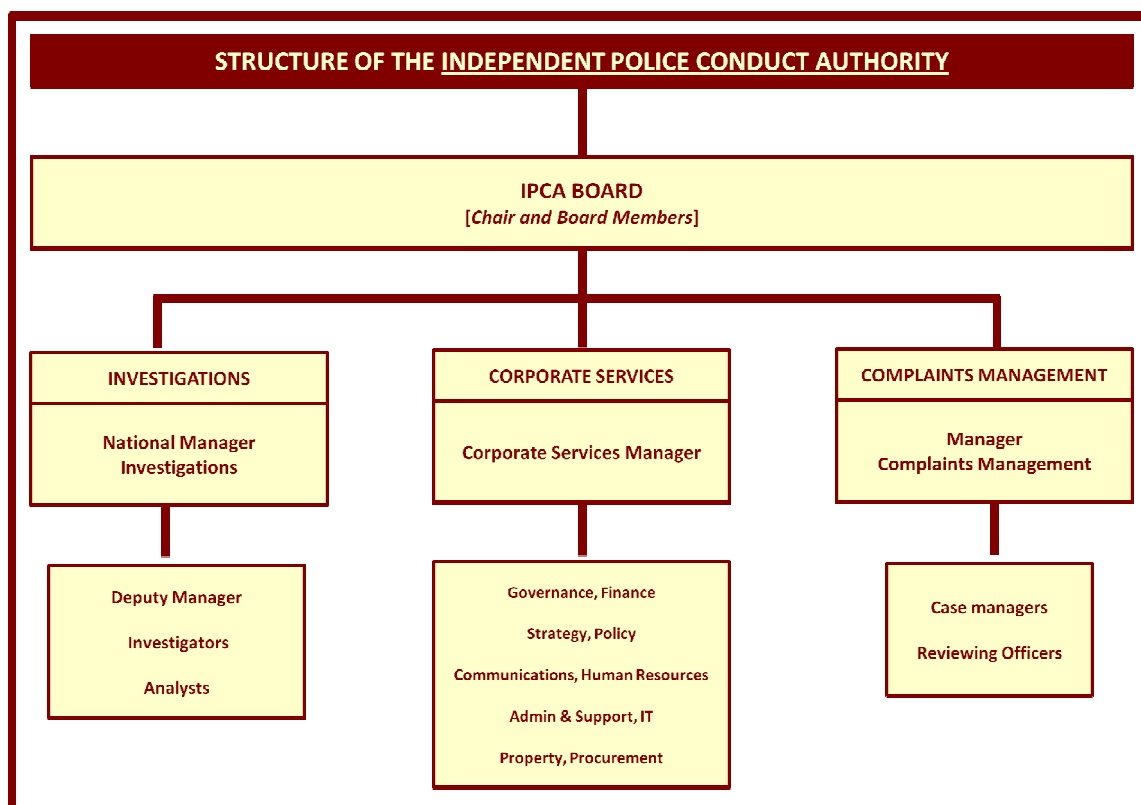 STRUCTURE OF THE INDEPENDENT POLICE CONDUCT AUTHORITY
IPCA BOARD
[Chair and Board Members]
INVESTIGATIONS
National Manager
Investigations
Deputy Manager
Investigators
Analysts
CORPORATE SERVICES
Corporate Services Manager
Governance, Finance
Strategy, Policy
Communications, Human Resources
Admin & Support, IT
Property, Procurement
COMPLAINTS MANAGEMENT
Manager
Complaints Management
Case managers
Reviewing Officers